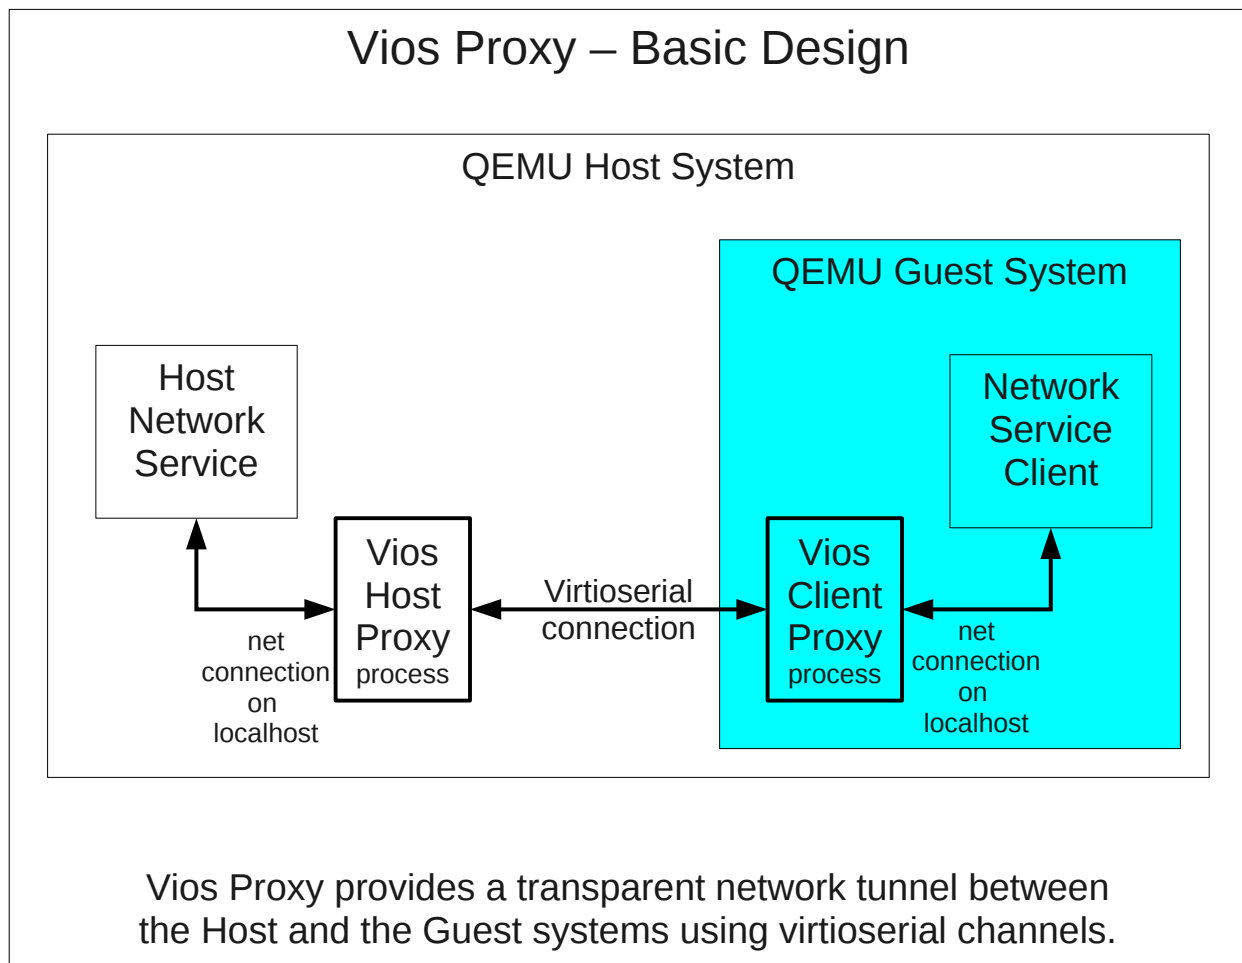 Vios Proxy – Basic Design
QEMU Host System
QEMU Guest System
Host
Network
Service
Network
Service
Client
Vios
Host
Proxy
process
Virtioserial
connection
Vios
Client
Proxy
process
net
connection
on
localhost
net
connection
on
localhost
Vios Proxy provides a transparent network tunnel between
the Host and the Guest systems using virtioserial channels.